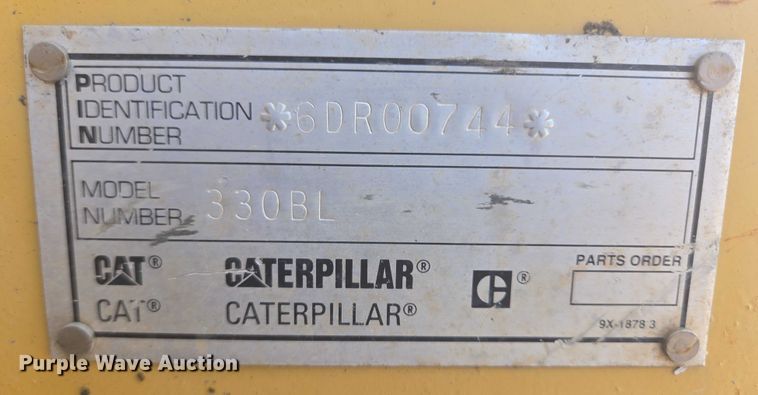 PRODUCT
IDENTIFICATION
NUMBER
*6DR00744*
MODEL
NUMBER
330BL
CAT®
CATERPILLAR®
C®
PARTS ORDER
CAT®
CATERPILLAR®
9X-1878 3
Purple Wave Auction